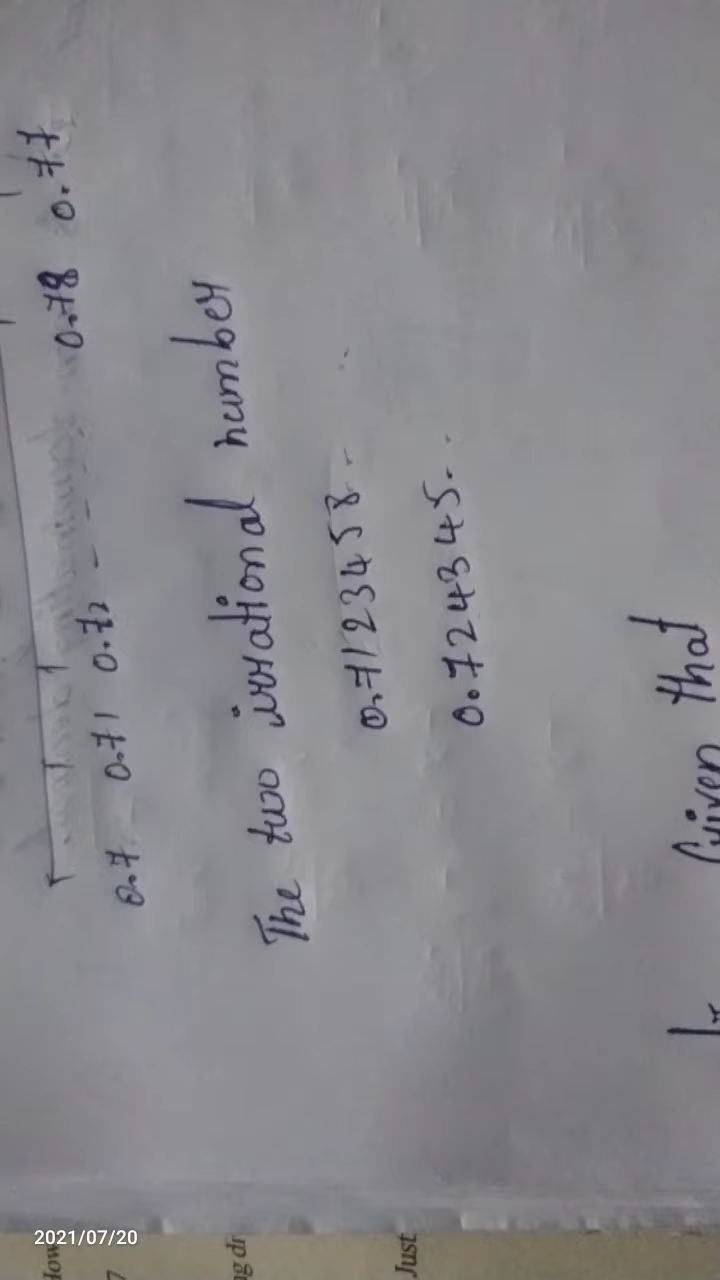 0.7 0.71 0.72 - - - - 0.78 0.77
The two irrational number
0.7123458 - ..
0.724345...
Given that
Just
2021/07/20